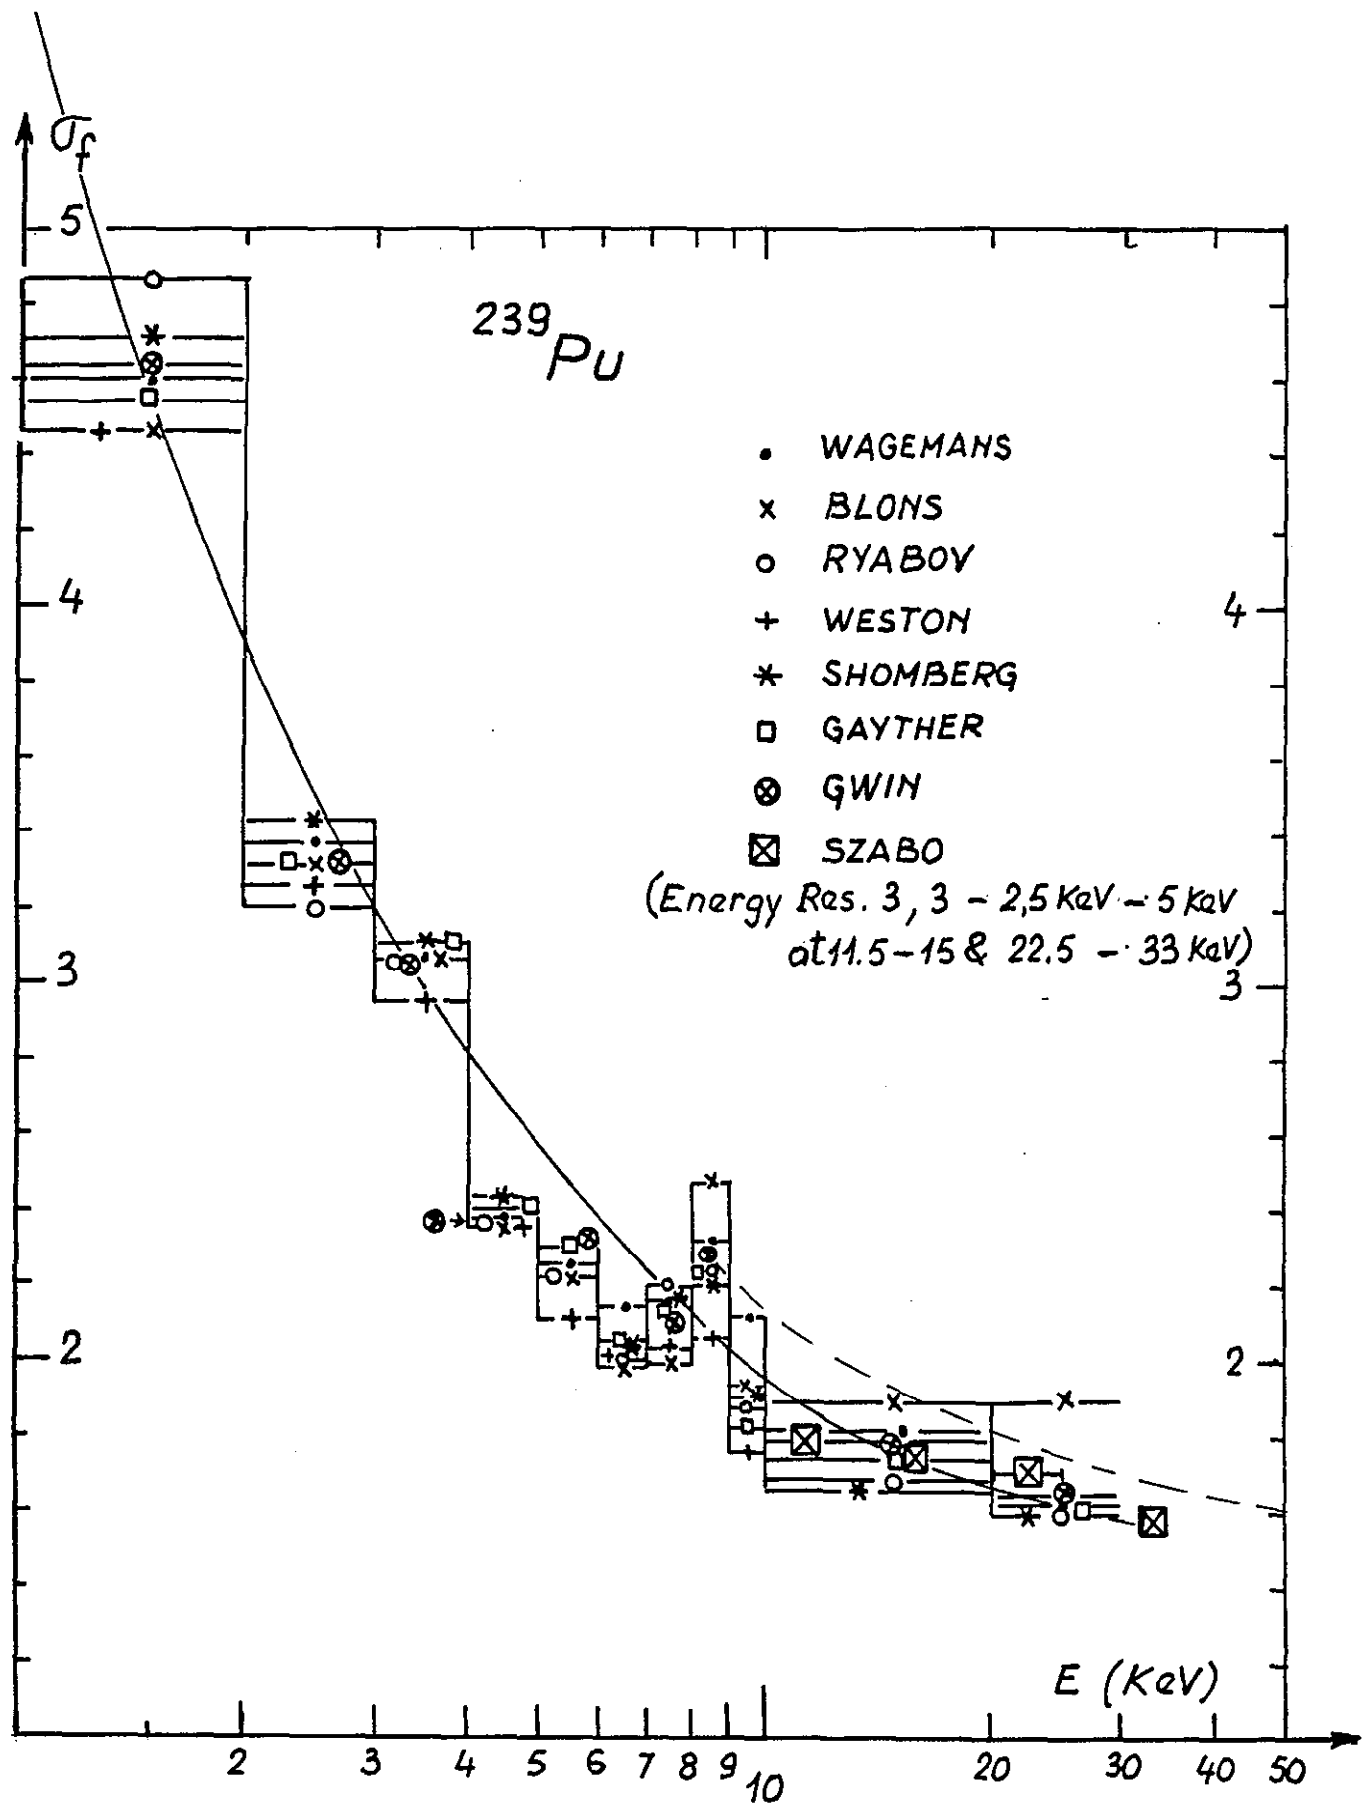 σf
5
239Pu
• WAGEMANS
x BLONS
○ RYABOV
+ WESTON
* SHOMBERG
□ GAYTHER
⊗ GWIN
⊠ SZABO
(Energy Res. 3, 3 - 2,5 KeV - 5 KeV
at 11.5 - 15 & 22.5 - 33 KeV)
4 4
3 3
2 2
E (KeV)
2 3 4 5 6 7 8 9 10 20 30 40 50